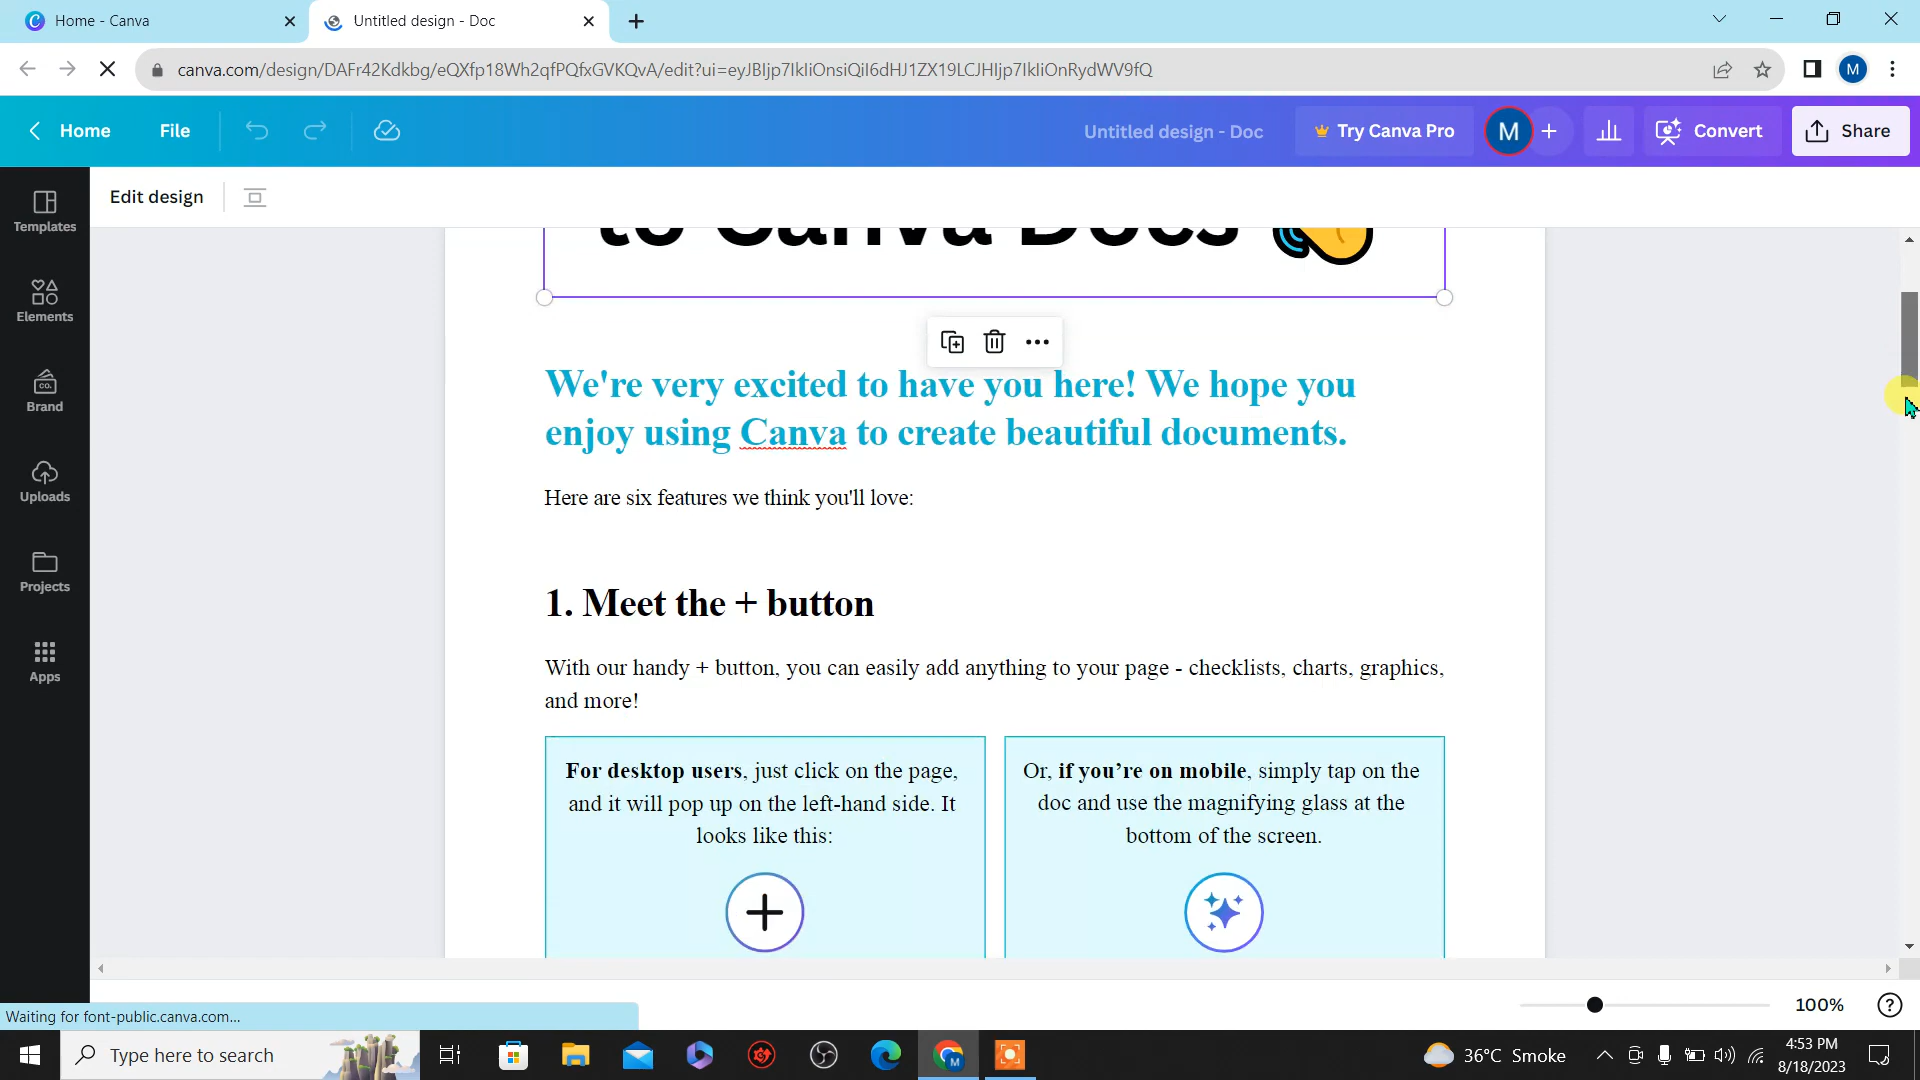 Home - Canva
Untitled design - Doc
canva.com/design/DAFr42Kdkbg/eQXfp18Wh2qfPQfxGVKQvA/edit?ui=eyJBIjp7IkIiOnsiQiI6dHJ1ZX19LCJHIjp7IkIiOnRydWV9fQ
M
Home
File
Untitled design - Doc
Try Canva Pro
M
Convert
Share
Edit design
Templates
Elements
CO.
Brand
Uploads
Projects
Apps
to Canva Docs
We're very excited to have you here! We hope you
enjoy using Canva to create beautiful documents.
Here are six features we think you'll love:
1. Meet the + button
With our handy + button, you can easily add anything to your page - checklists, charts, graphics,
and more!
For desktop users, just click on the page,
and it will pop up on the left-hand side. It
looks like this:
Or, if you’re on mobile, simply tap on the
doc and use the magnifying glass at the
bottom of the screen.
100%
Waiting for font-public.canva.com...
Type here to search
M
36°C Smoke
4:53 PM
8/18/2023